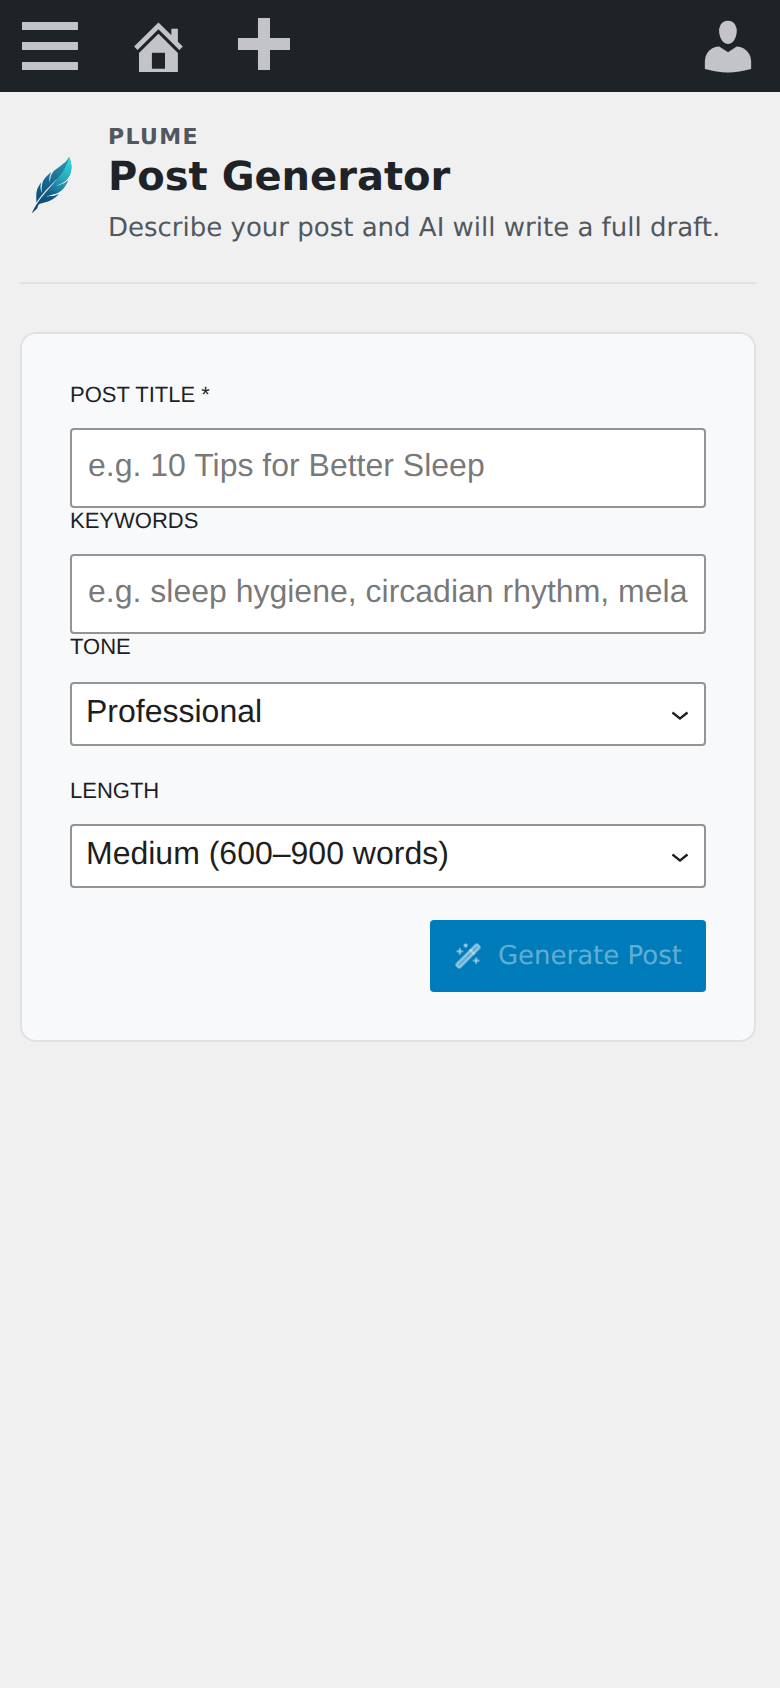 PLUME
Post Generator
Describe your post and AI will write a full draft.
POST TITLE *
e.g. 10 Tips for Better Sleep
KEYWORDS
e.g. sleep hygiene, circadian rhythm, mela
TONE
Professional
LENGTH
Medium (600–900 words)
Generate Post